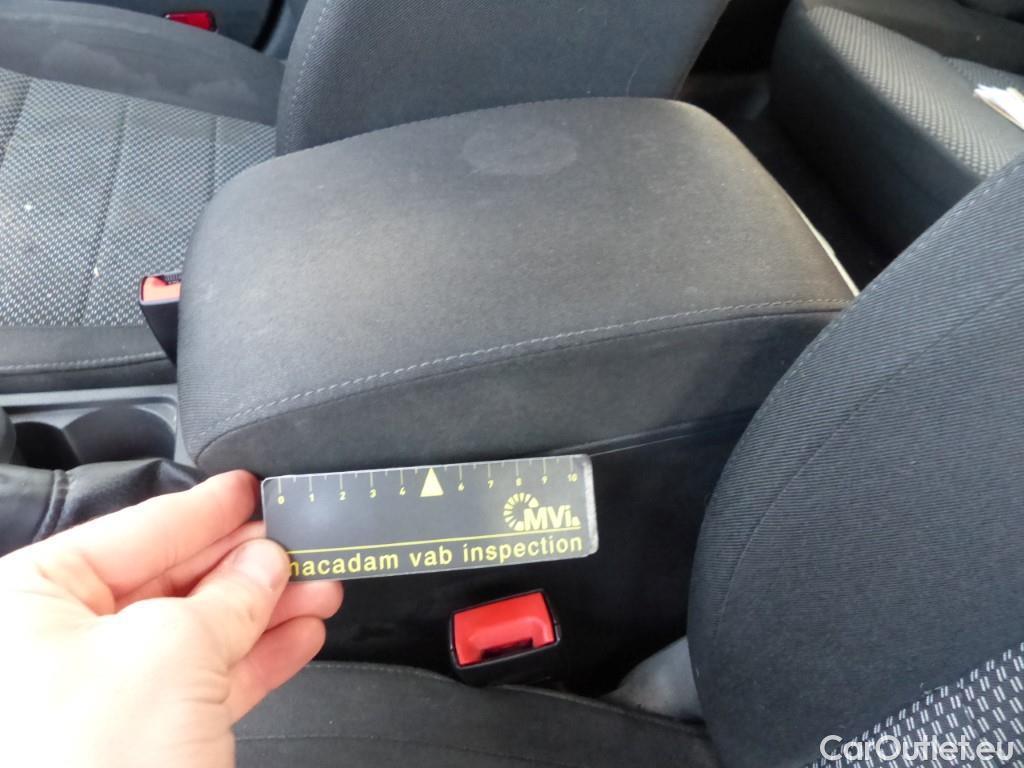 0 1 2 3 4 6 7 8 9 10
MVi.
macadam vab inspection
CarOutlet.eu